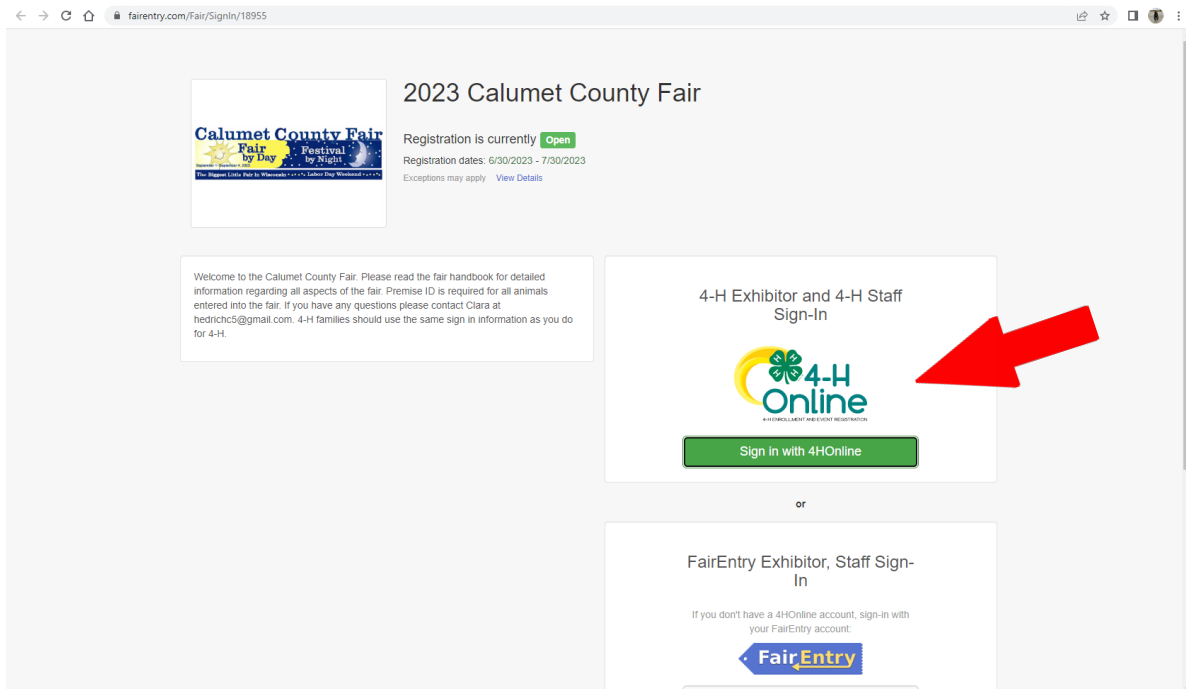 fairentry.com/Fair/SignIn/18955
2023 Calumet County Fair
Calumet County Fair
Fair
by Day
Festival
by Night
The Biggest Little Fair In Wisconsin
Labor Day Weekend
Registration is currently Open
Registration dates: 6/30/2023 - 7/30/2023
Exceptions may apply View Details
Welcome to the Calumet County Fair. Please read the fair handbook for detailed
information regarding all aspects of the fair. Premise ID is required for all animals
entered into the fair. If you have any questions please contact Clara at
hedrichc5@gmail.com. 4-H families should use the same sign in information as you do
for 4-H.
4-H Exhibitor and 4-H Staff
Sign-In
H H
H H
4-H
Online
4-H ENROLLMENT AND EVENT REGISTRATION
Sign in with 4HOnline
or
FairEntry Exhibitor, Staff Sign-
In
If you don't have a 4HOnline account, sign-in with
your FairEntry account:
FairEntry